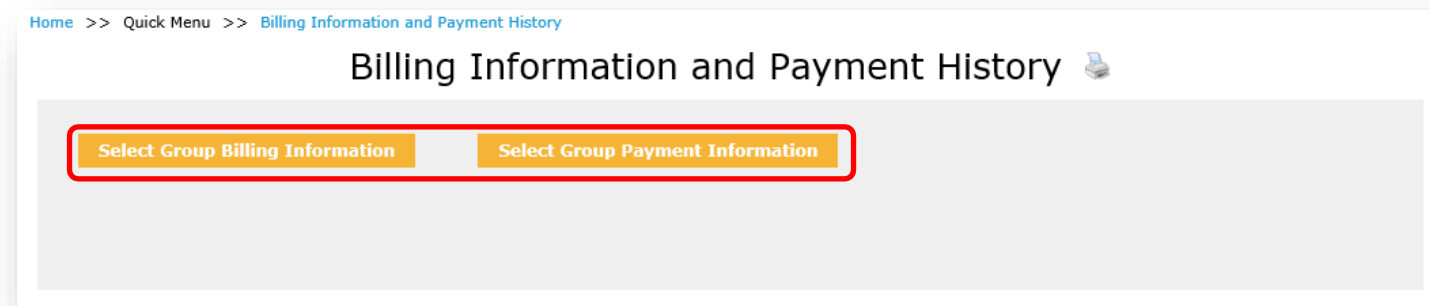 Home >> Quick Menu >> Billing Information and Payment History
Billing Information and Payment History
Select Group Billing Information Select Group Payment Information